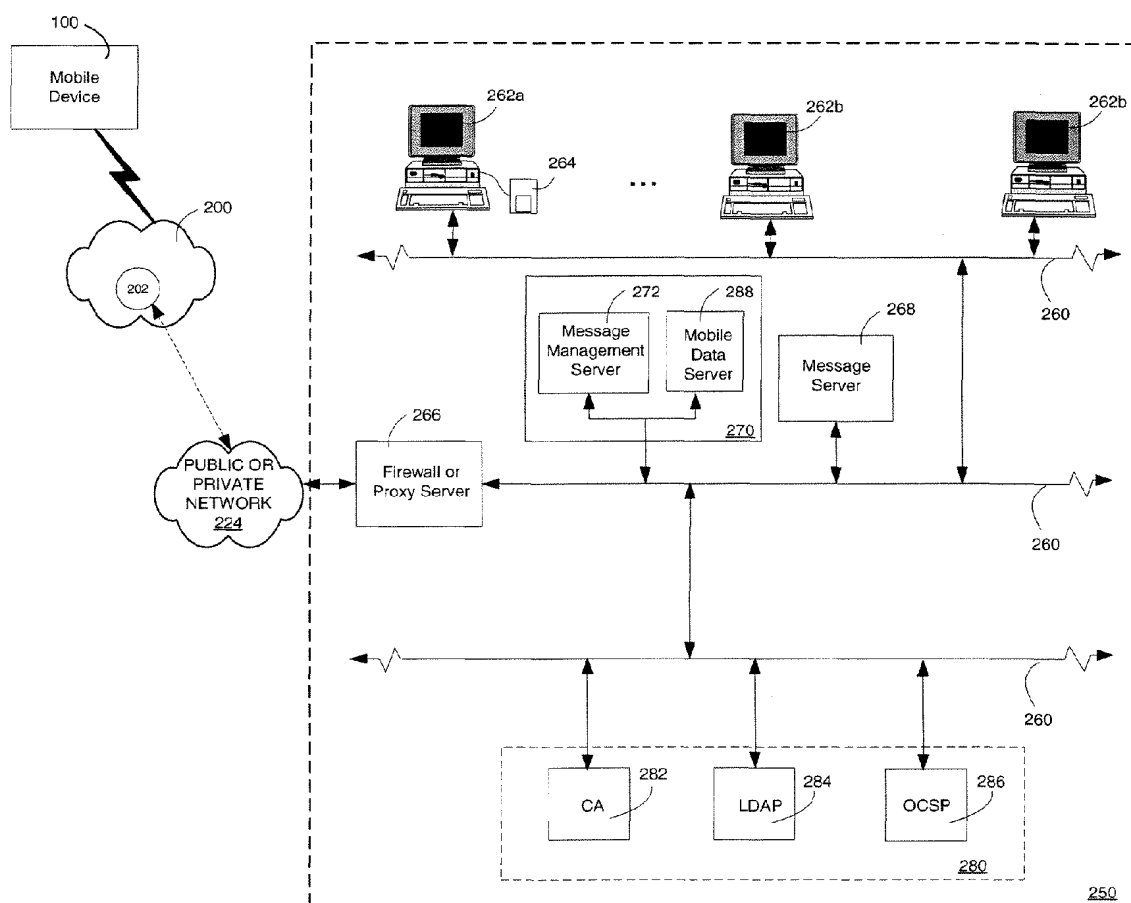 100
Mobile
Device
200
202
262a
264
...
262b
262b
260
272
288
Message
Management
Server
Mobile
Data
Server
270
268
Message
Server
266
Firewall or
Proxy Server
PUBLIC OR
PRIVATE
NETWORK
224
260
260
CA
282
LDAP
284
OCSP
286
280
250